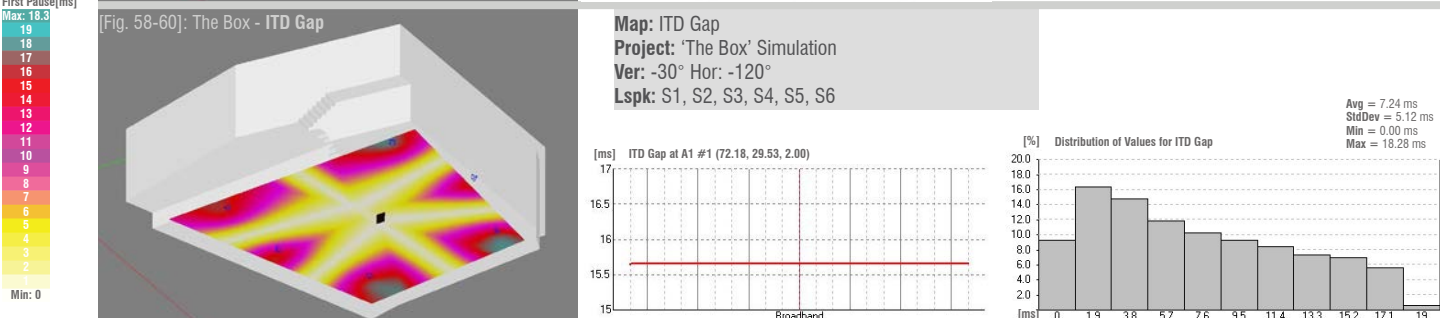 First Pause[ms]
Max: 18.3
19
18
17
16
15
14
13
12
11
10
9
8
7
6
5
4
3
2
1
Min: 0
[Fig. 58-60]: The Box - ITD Gap
Map: ITD Gap
Project: ‘The Box’ Simulation
Ver: -30° Hor: -120°
Lspk: S1, S2, S3, S4, S5, S6
[ms] ITD Gap at A1 #1 (72.18, 29.53, 2.00)
17
16.5
16
15.5
15
Broadband
Avg = 7.24 ms
StdDev = 5.12 ms
Min = 0.00 ms
Max = 18.28 ms
[%] Distribution of Values for ITD Gap
20.0
18.0
16.0
14.0
12.0
10.0
8.0
6.0
4.0
2.0
[ms] 0 1.9 3.8 5.7 7.6 9.5 11.4 13.3 15.2 17.1 19